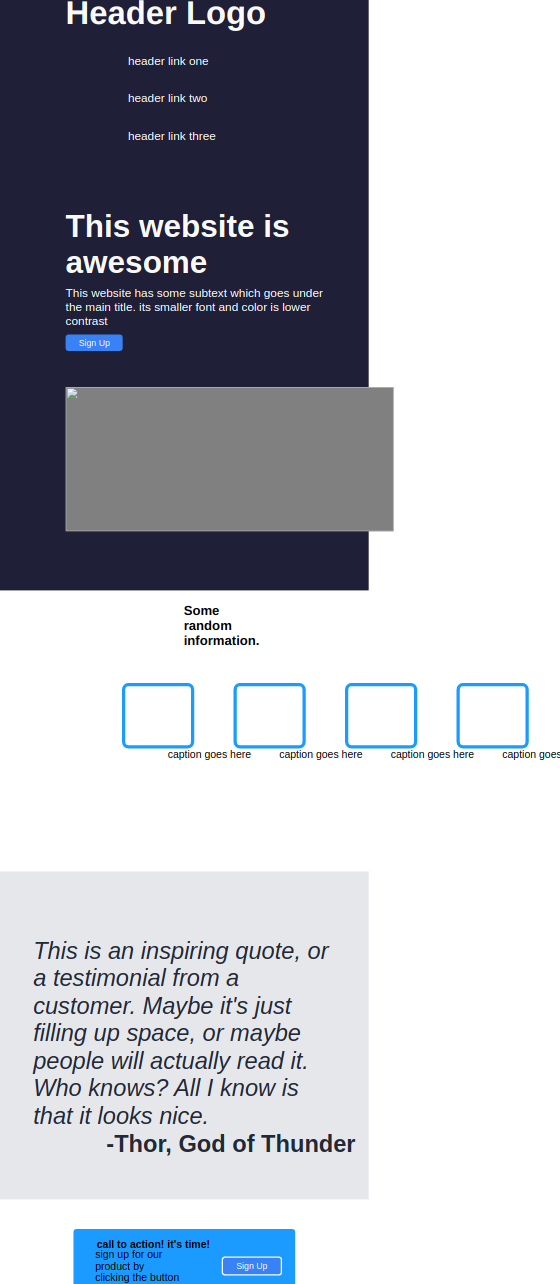 Header Logo
header link one
header link two
header link three
This website is
awesome
This website has some subtext which goes under
the main title. its smaller font and color is lower
contrast
Sign Up
Some
random
information.
caption goes here caption goes here caption goes here caption goes
This is an inspiring quote, or
a testimonial from a
customer. Maybe it's just
filling up space, or maybe
people will actually read it.
Who knows? All I know is
that it looks nice.
-Thor, God of Thunder
call to action! it's time!
sign up for our
product by
clicking the button
Sign Up